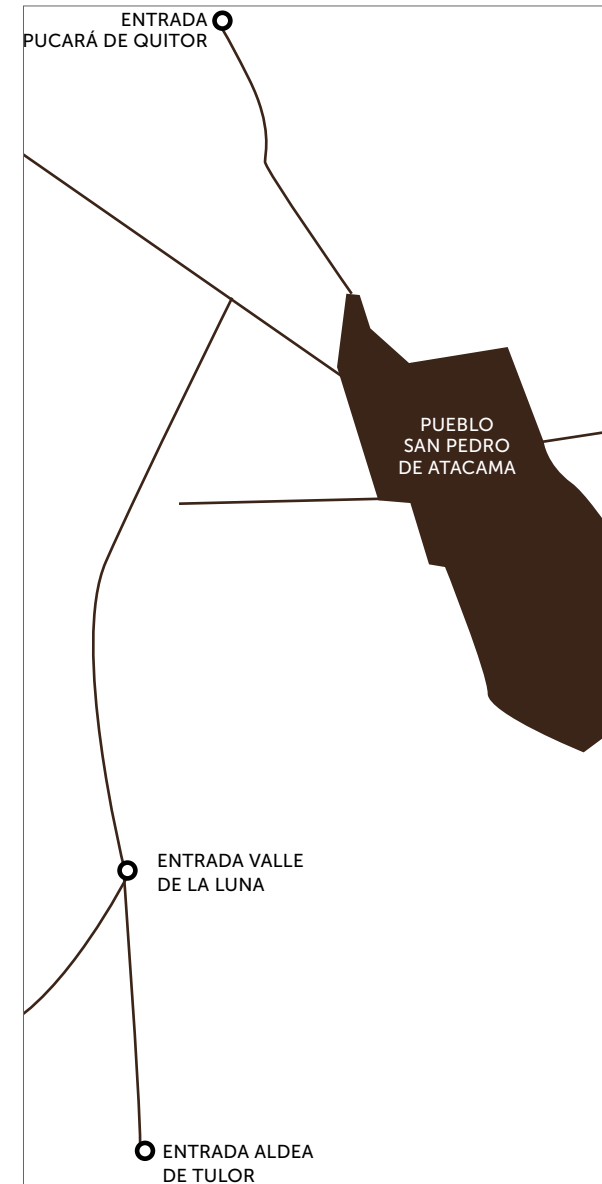 ENTRADA
PUCARÁ DE QUITOR
PUEBLO
SAN PEDRO
DE ATACAMA
ENTRADA VALLE
DE LA LUNA
ENTRADA ALDEA
DE TULOR